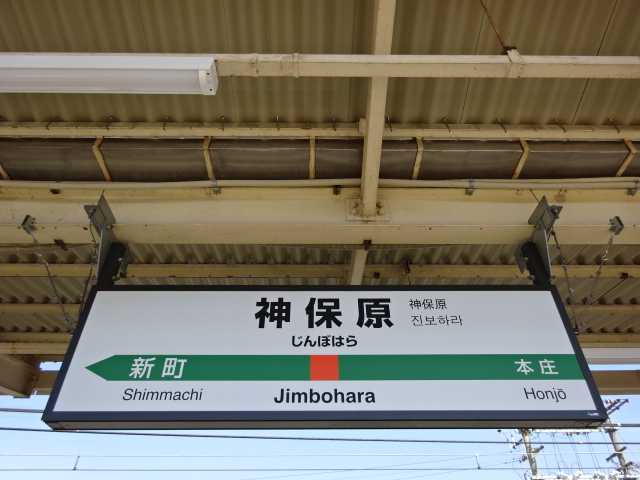 神保原
神保原
진보하라
じんぼはら
新町
本庄
Shimmachi
Jimbohara
Honjō